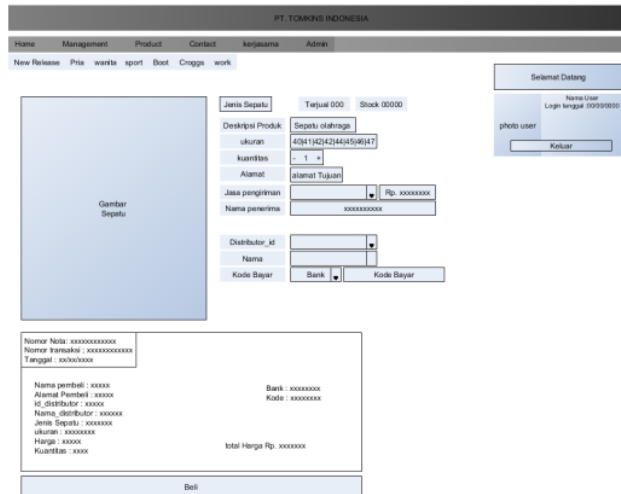 PT. TOMKINS INDONESIA
Home Management Product Contact kerjasama Admin
New Release Pria wanita sport Boot Croggs work
Selamat Datang
Nama User
Login tanggal :00/00/0000
photo user
Keluar
Gambar
Sepatu
Jenis Sepatu Terjual 000 Stock 00000
Deskripsi Produk Sepatu olahraga
ukuran 40|41|42|42|44|45|46|47
kuantitas - 1 +
Alamat alamat Tujuan
Jasa pengiriman Rp. xxxxxxxx
Nama penerima xxxxxxxxxx
Distributor_id
Nama
Kode Bayar Bank Kode Bayar
Nomor Nota: xxxxxxxxxxxx
Nomor transaksi : xxxxxxxxxxxx
Tanggal : xx/xx/xxxx
Nama pembeli : xxxxx
Alamat Pembeli : xxxxx
id_distributor : xxxxx
Nama_distributor : xxxxxx
Jenis Sepatu : xxxxxxx
ukuran : xxxxxxxx
Harga : xxxxx
Kuantitas : xxxx
Bank : xxxxxxxx
Kode : xxxxxxxx
total Harga Rp. xxxxxxx
Beli